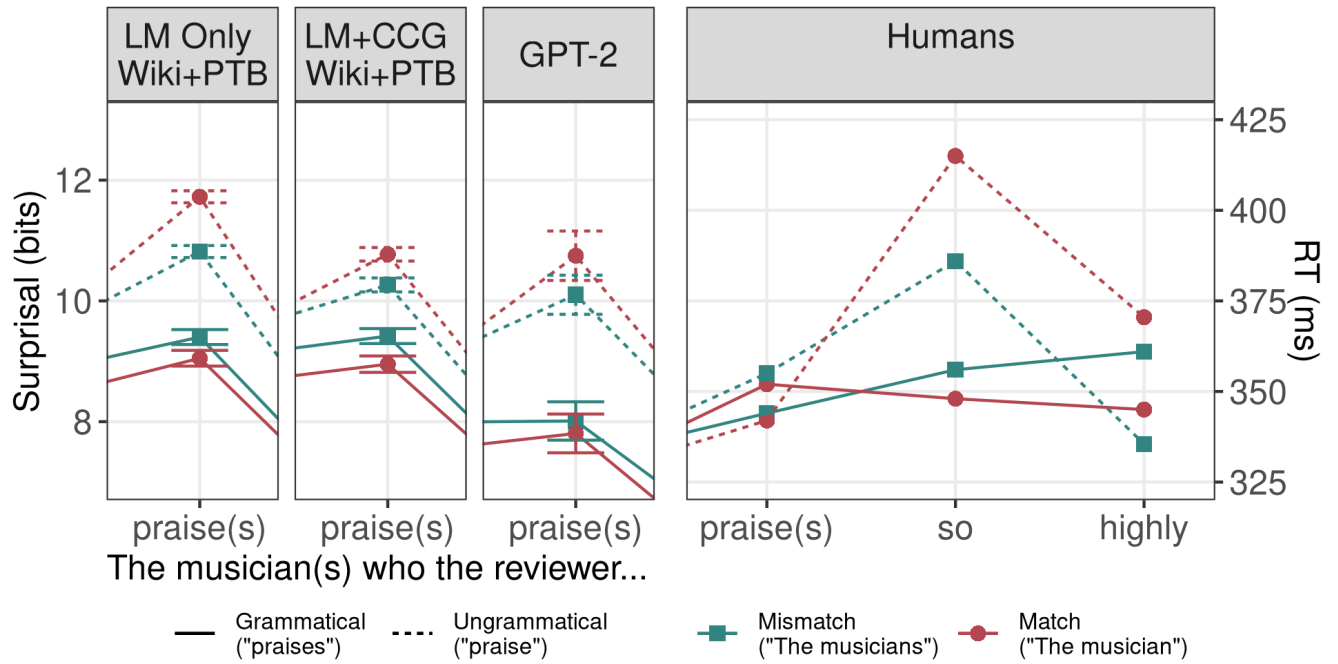 LM Only
Wiki+PTB
LM+CCG
Wiki+PTB
GPT-2
Humans
Surprisal (bits)
12
10
8
425
400
375
350
325
RT (ms)
praise(s)
praise(s)
praise(s)
praise(s)
so
highly
The musician(s) who the reviewer...
Grammatical
("praises")
Ungrammatical
("praise")
Mismatch
("The musicians")
Match
("The musician")